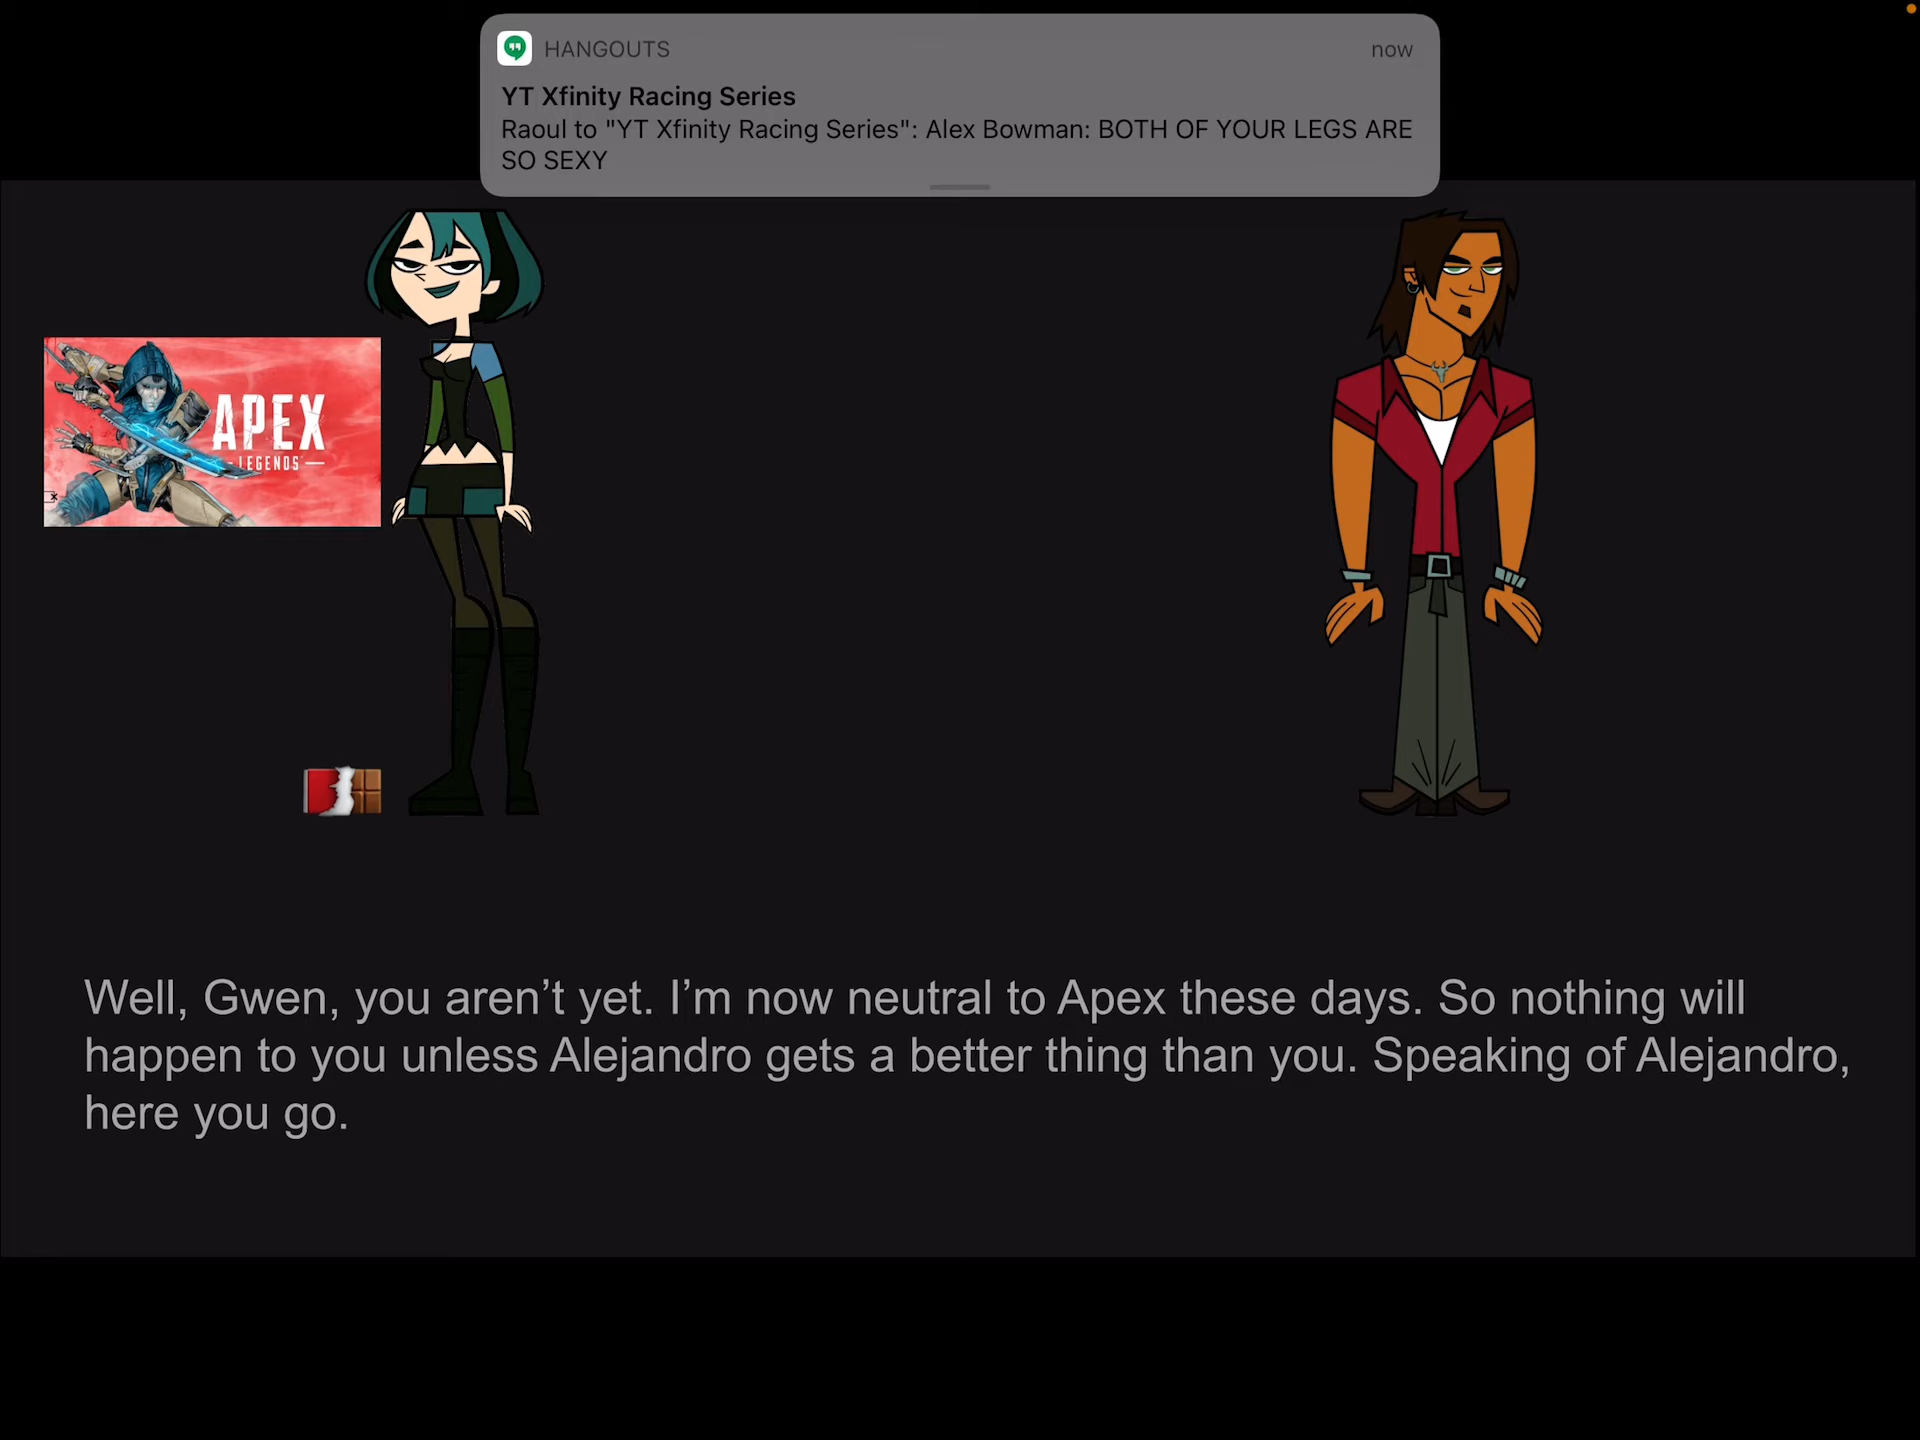 HANGOUTS
now
YT Xfinity Racing Series
Raoul to "YT Xfinity Racing Series": Alex Bowman: BOTH OF YOUR LEGS ARE
SO SEXY
APEX
LEGENDS
Well, Gwen, you aren’t yet. I’m now neutral to Apex these days. So nothing will
happen to you unless Alejandro gets a better thing than you. Speaking of Alejandro,
here you go.